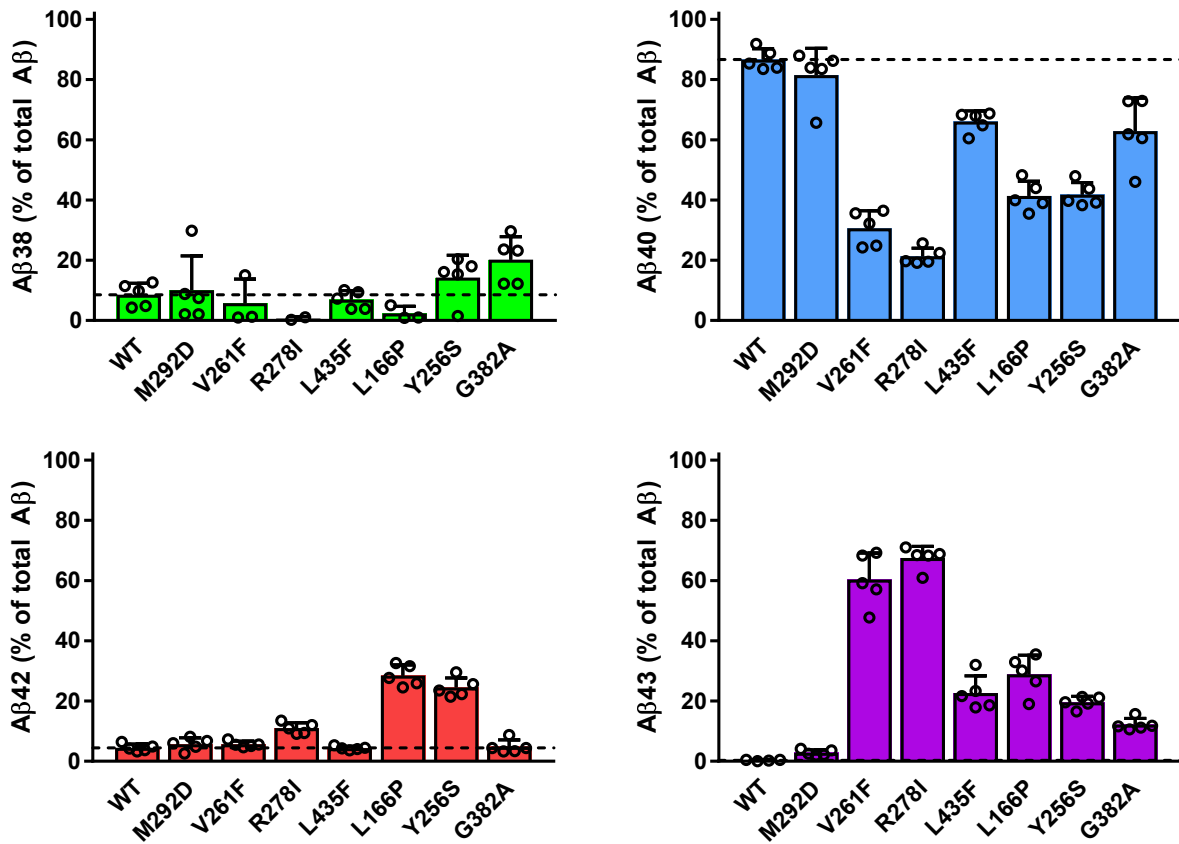 Aβ38 (% of total Aβ)
100
80
60
40
20
0
WT
M292D
V261F
R278I
L435F
L166P
Y256S
G382A
Aβ40 (% of total Aβ)
100
80
60
40
20
0
WT
M292D
V261F
R278I
L435F
L166P
Y256S
G382A
Aβ42 (% of total Aβ)
100
80
60
40
20
0
WT
M292D
V261F
R278I
L435F
L166P
Y256S
G382A
Aβ43 (% of total Aβ)
100
80
60
40
20
0
WT
M292D
V261F
R278I
L435F
L166P
Y256S
G382A